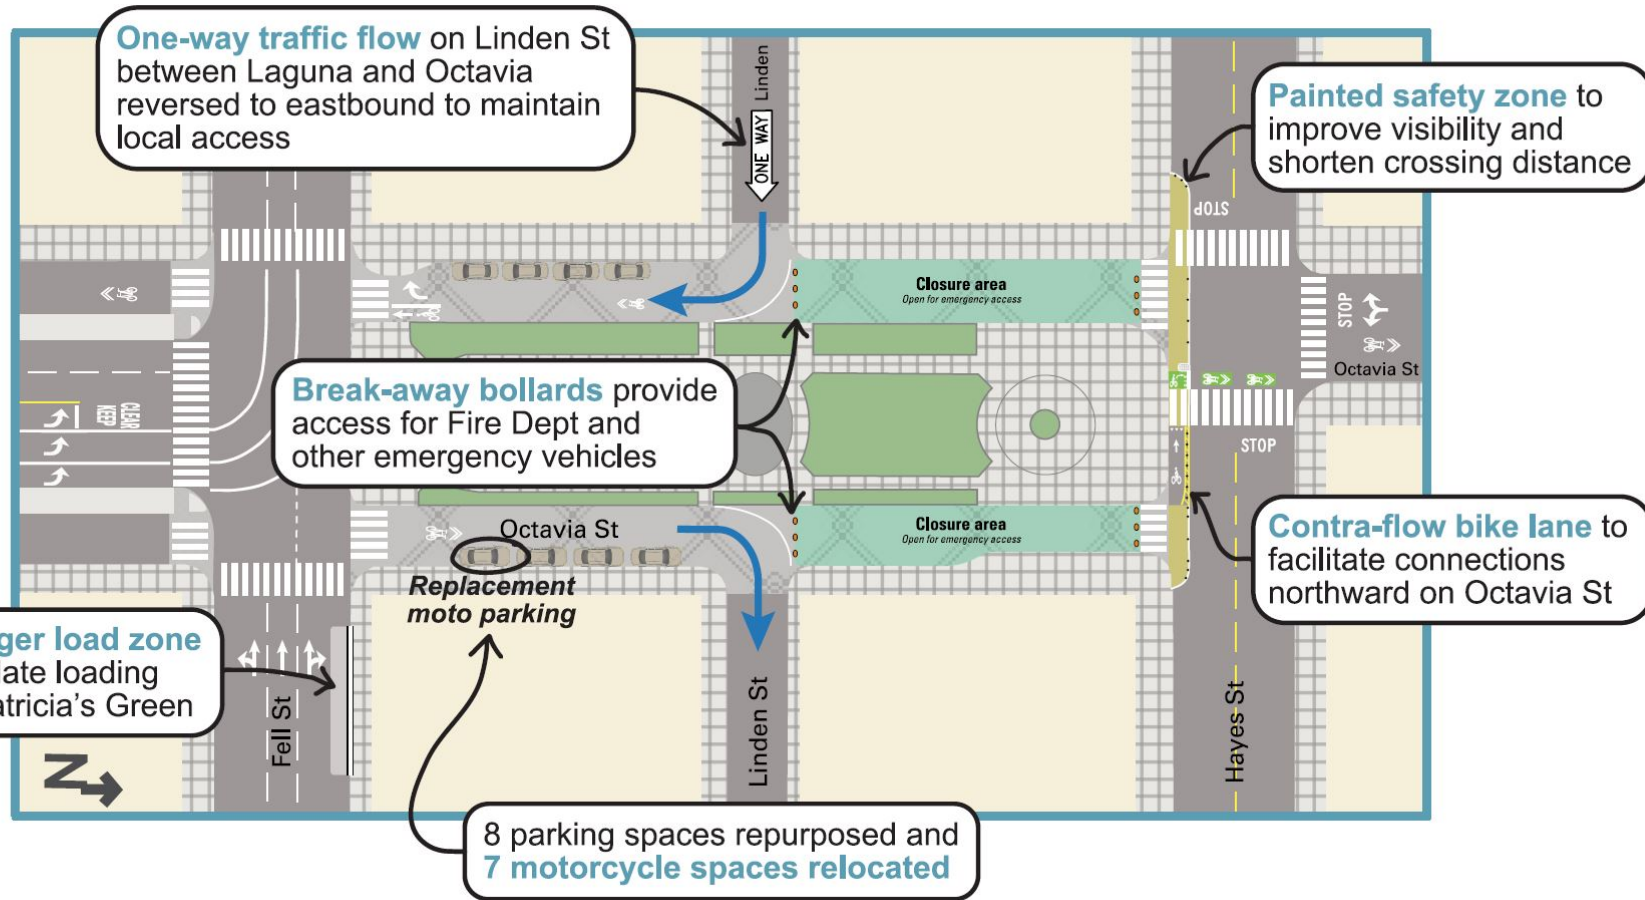 One-way traffic flow on Linden St
between Laguna and Octavia
reversed to eastbound to maintain
local access
Linden
ONE WAY
Painted safety zone to
improve visibility and
shorten crossing distance
STOP
Closure area
Open for emergency access
STOP
Octavia St
KEEP
CLEAR
Break-away bollards provide
access for Fire Dept and
other emergency vehicles
STOP
Octavia St
Closure area
Open for emergency access
Contra-flow bike lane to
facilitate connections
northward on Octavia St
Replacement
moto parking
ger load zone
late loading
atricia's Green
Fell St
Linden St
Hayes St
N
8 parking spaces repurposed and
7 motorcycle spaces relocated